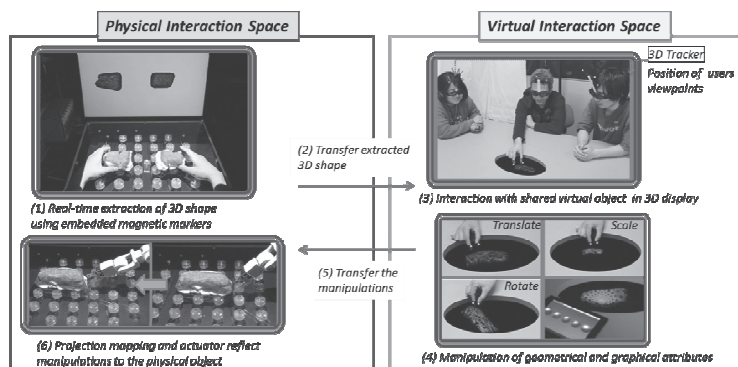 Physical Interaction Space
Virtual Interaction Space
3D Tracker
Position of users
viewpoints
(1) Real-time extraction of 3D shape
using embedded magnetic markers
(2) Transfer extracted
3D shape
(3) Interaction with shared virtual object in 3D display
Translate
Scale
Rotate
(4) Manipulation of geometrical and graphical attributes
(5) Transfer the
manipulations
(6) Projection mapping and actuator reflect
manipulations to the physical object